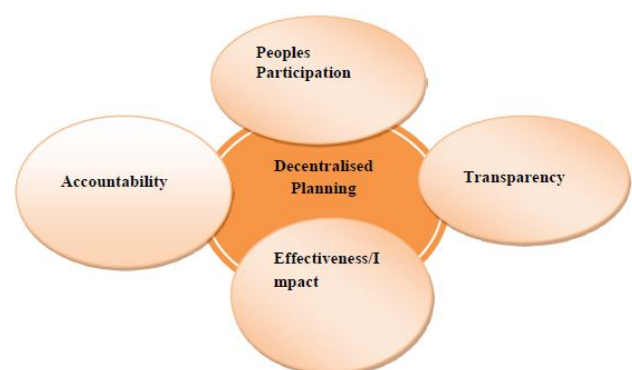 Peoples
Participation
Accountability
Decentralised
Planning
Transparency
Effectiveness/I
mpact